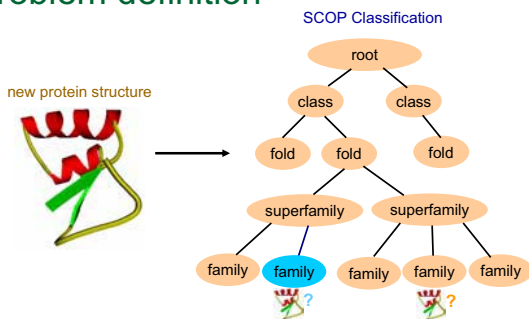 problem definition
SCOP Classification
root
new protein structure
class class
fold fold fold
superfamily superfamily
family family family family family
? ?